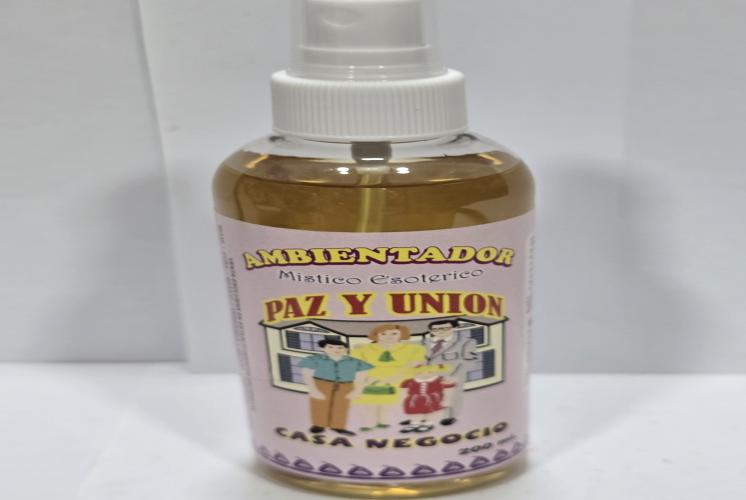 AMBIENTADOR
Mistico Esoterico
PAZ Y UNION
CASA NEGOCIO
200 ml.